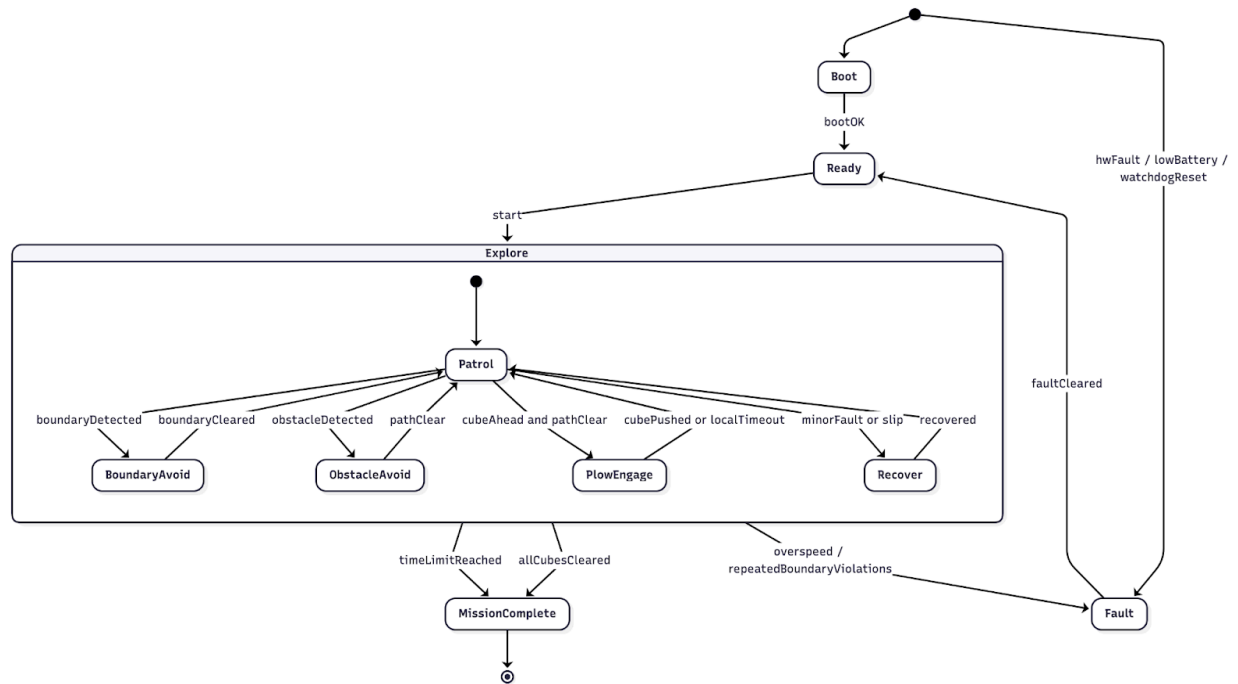 Boot
bootOK
hwFault / lowBattery /
watchdogReset
Ready
start
Explore
Patrol
faultCleared
boundaryDetected
boundaryCleared
obstacleDetected
pathClear
cubeAhead and pathClear
cubePushed or localTimeout
minorFault or slip
recovered
BoundaryAvoid
ObstacleAvoid
PlowEngage
Recover
timeLimitReached
allCubesCleared
overspeed /
repeatedBoundaryViolations
MissionComplete
Fault